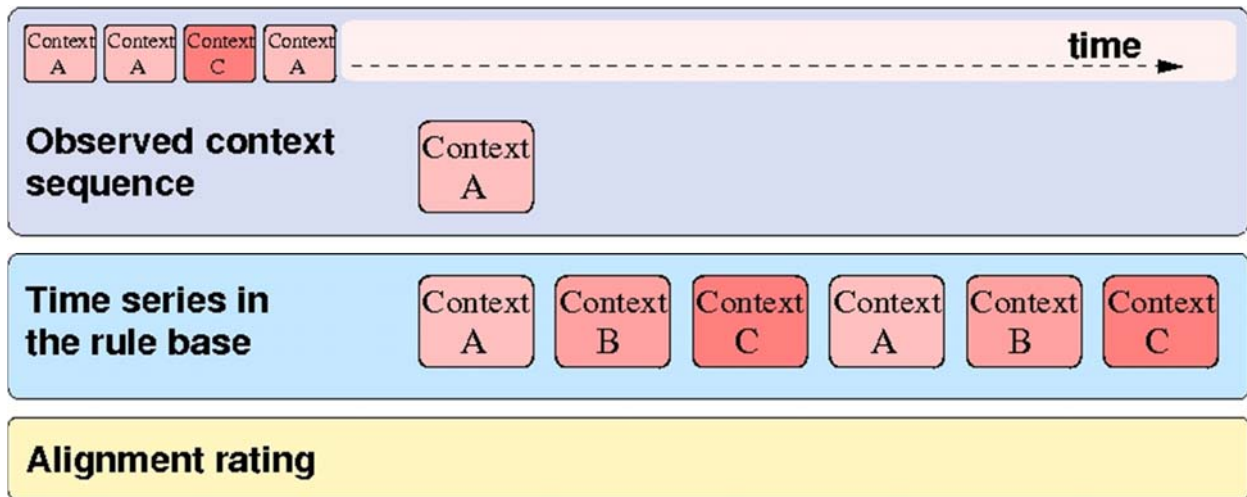 Context Context Context Context
A A C A
time
Observed context
sequence
Context
A
Time series in
the rule base
Context Context Context Context Context Context
A B C A B C
Alignment rating